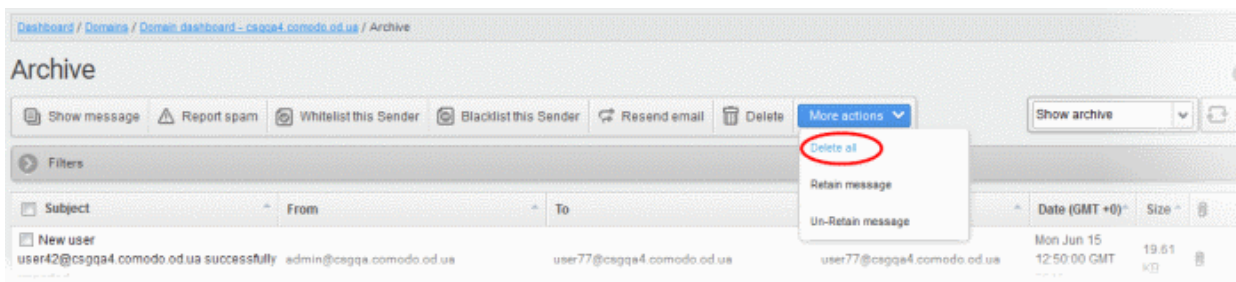 Dashboard / Domains / Domain dashboard - csgqa4.comodo.od.ua / Archive
Archive
Show message Report spam Whitelist this Sender Blacklist this Sender Resend email Delete More actions Show archive
Delete all
Filters
Retain message
Subject From To Date (GMT +0) Size
Un-Retain message
New user
user42@csgqa4.comodo.od.ua successfully admin@csgqa.comodo.od.ua user77@csgqa4.comodo.od.ua user77@csgqa4.comodo.od.ua Mon Jun 15
12:50:00 GMT 19.61
KB